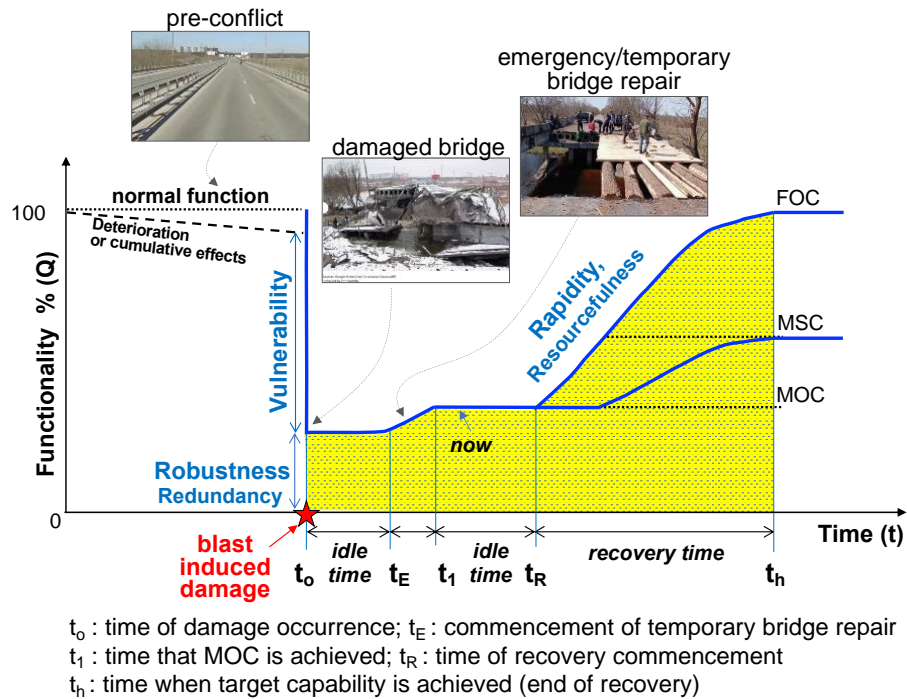 pre-conflict
emergency/temporary
bridge repair
damaged bridge
normal function
100
Deterioration
or cumulative effects
FOC
MSC
MOC
Functionality % (Q)
Vulnerability
Rapidity,
Resourcefulness
now
Robustness
Redundancy
0
Time (t)
blast
induced
damage
idle
time
idle
time
recovery time
to
tE
t1
tR
th
to : time of damage occurrence; tE : commencement of temporary bridge repair
t1 : time that MOC is achieved; tR : time of recovery commencement
th : time when target capability is achieved (end of recovery)